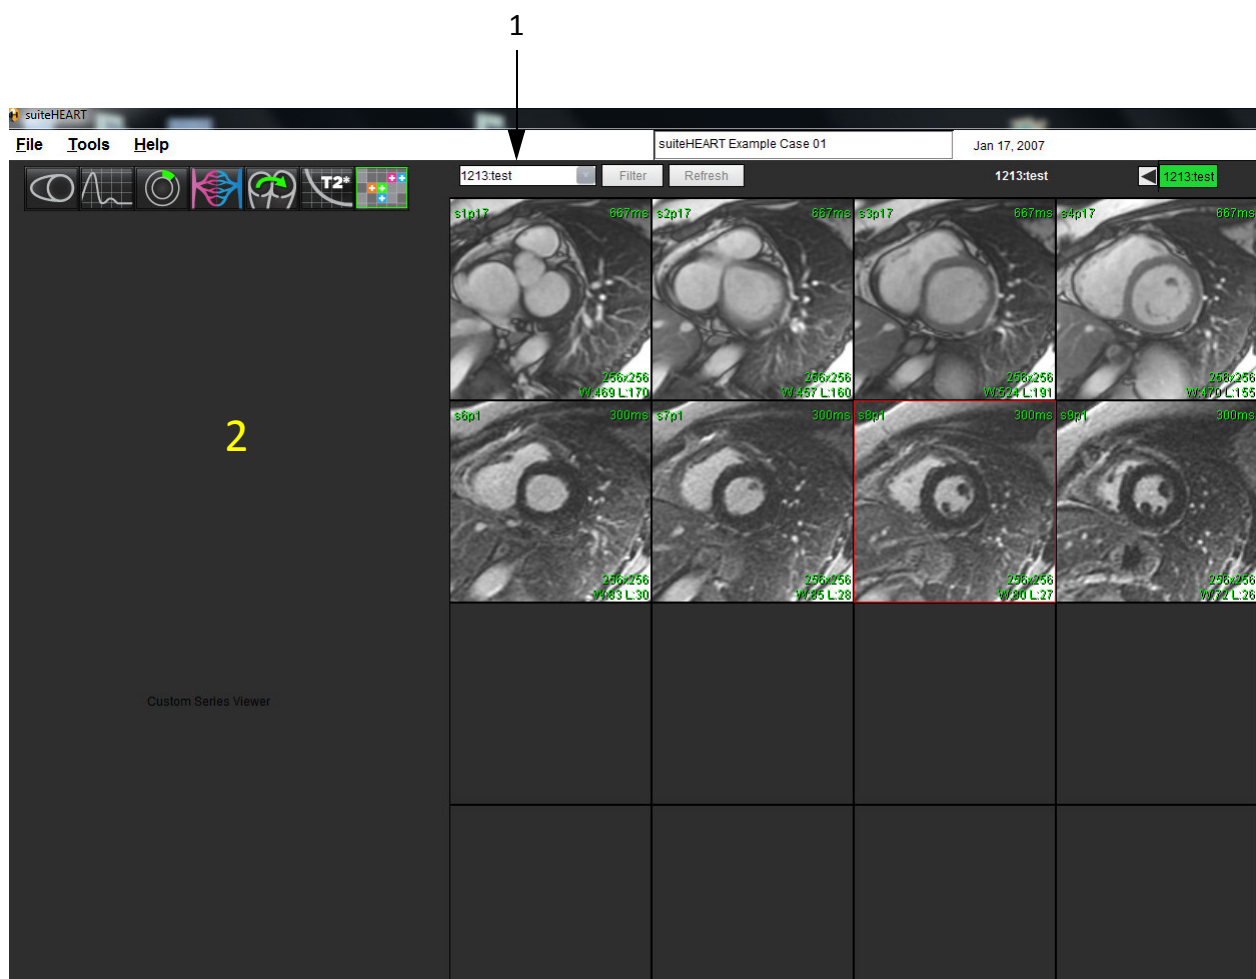 1
suiteHEART
File Tools Help
suiteHEART Example Case 01
Jan 17, 2007
1213:test
Filter
Refresh
1213:test
1213:test
T2*
s1p17 667ms
s2p17 667ms
s3p17 667ms
s4p17 667ms
256x256
W:469 L:170
256x256
W:457 L:160
256x256
W:524 L:191
256x256
W:470 L:155
s6p1 300ms
s7p1 300ms
s8p1 300ms
s9p1 300ms
2
256x256
W:83 L:30
256x256
W:85 L:28
256x256
W:80 L:27
256x256
W:72 L:26
Custom Series Viewer